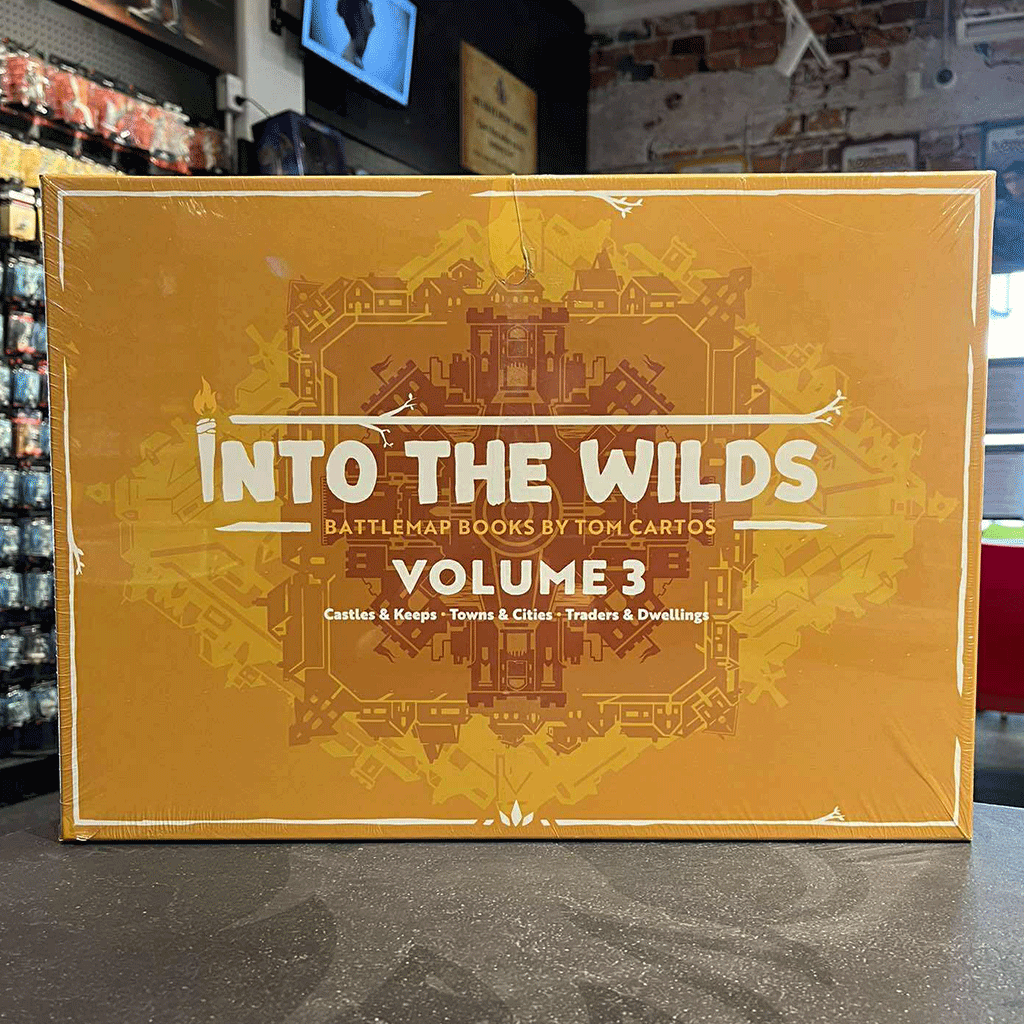 INTO THE WILDS
BATTLEMAP BOOKS BY TOM CARTOS
VOLUME 3
Castles & Keeps · Towns & Cities · Traders & Dwellings